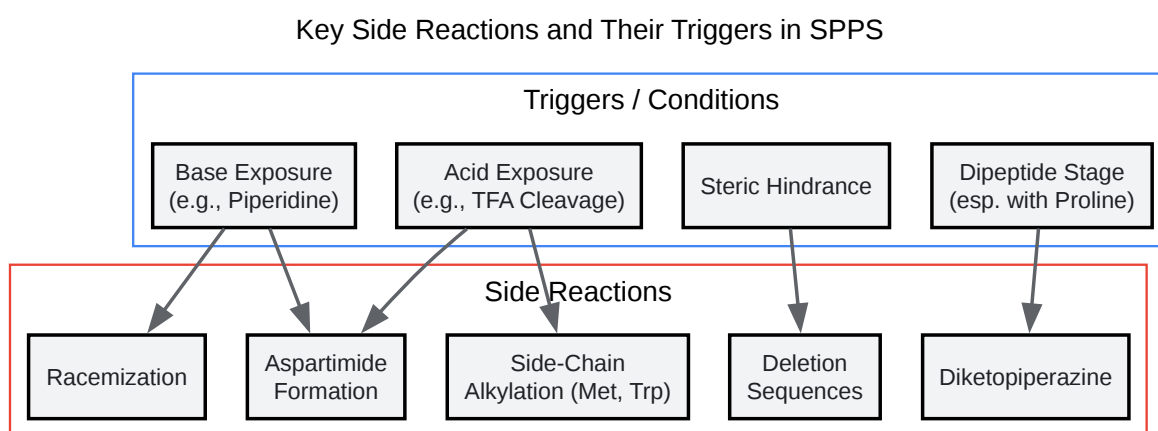 Key Side Reactions and Their Triggers in SPPS
Triggers / Conditions
Base Exposure
(e.g., Piperidine)
Acid Exposure
(e.g., TFA Cleavage)
Steric Hindrance
Dipeptide Stage
(esp. with Proline)
Side Reactions
Racemization
Aspartimide
Formation
Side-Chain
Alkylation (Met, Trp)
Deletion
Sequences
Diketopiperazine